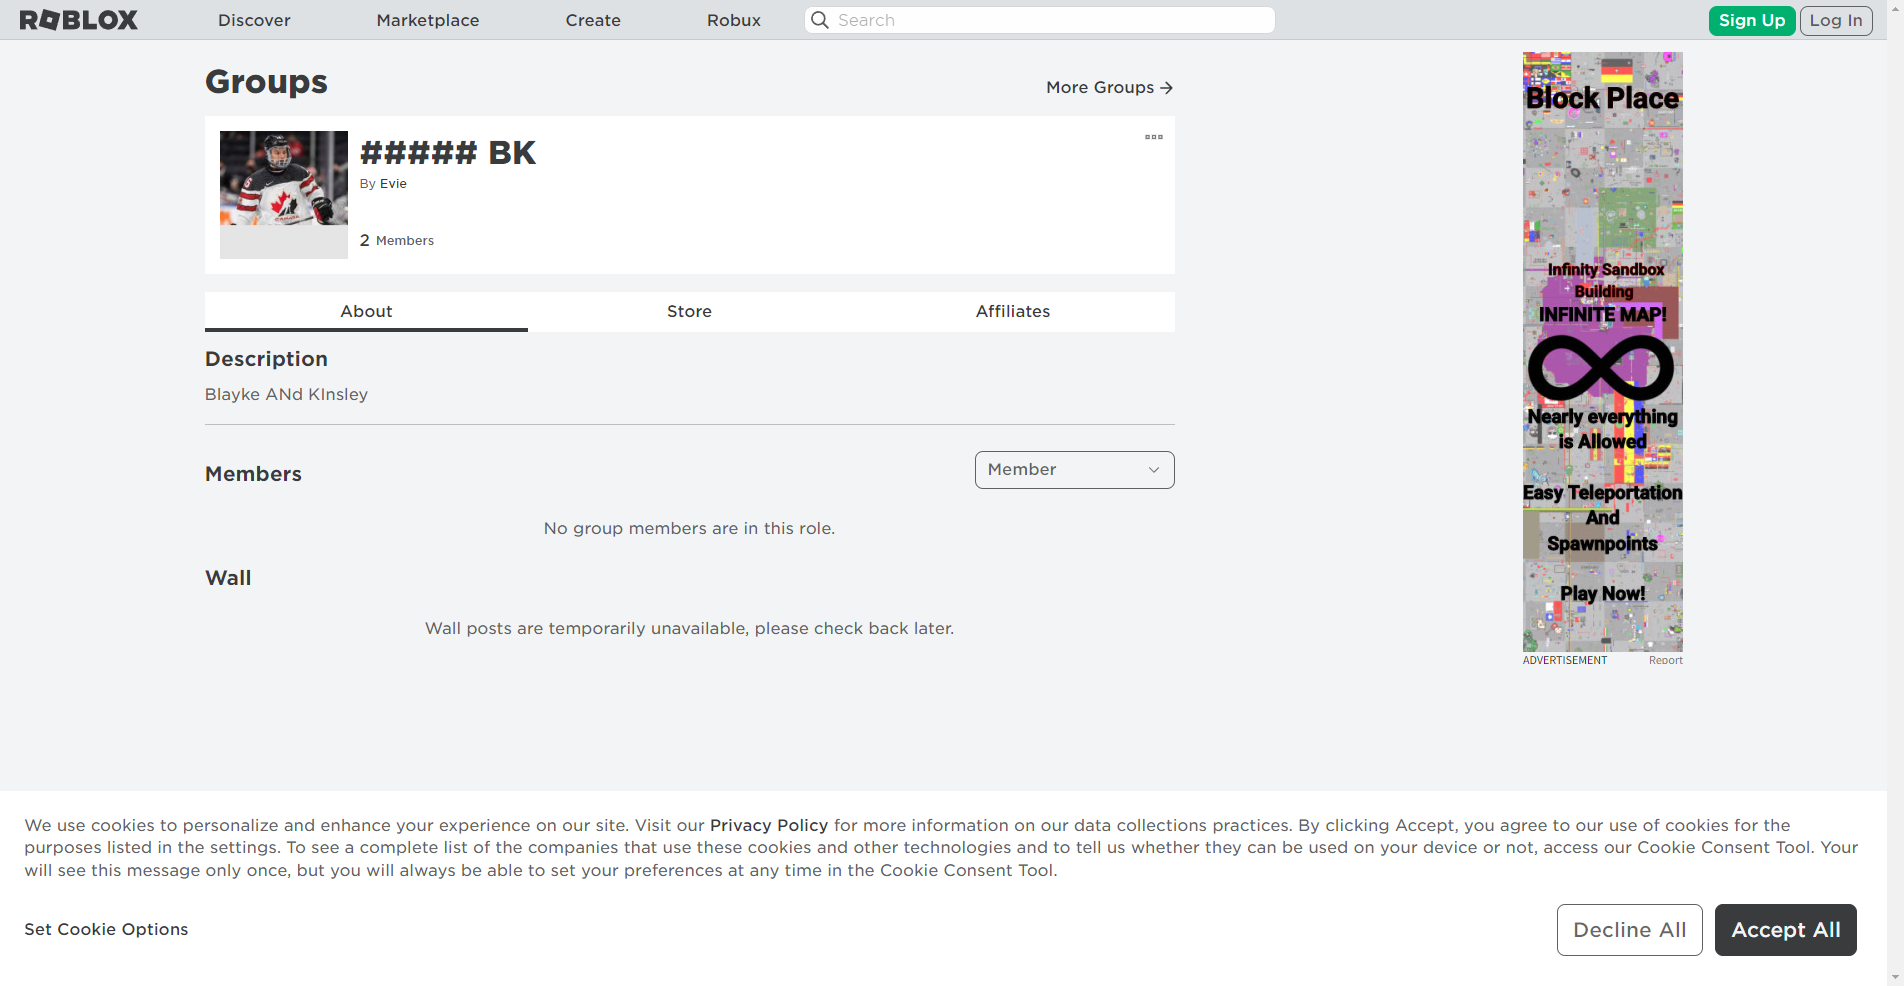 ROBLOX
Discover
Marketplace
Create
Robux
Search
Sign Up
Log In
Groups
More Groups →
##### BK
By Evie
2 Members
About
Store
Affiliates
Description
Blayke ANd KInsley
Members
Member
No group members are in this role.
Wall
Wall posts are temporarily unavailable, please check back later.
Block Place
Infinity Sandbox
Building
INFINITE MAP!
Nearly everything
is Allowed
Easy Teleportation
And
Spawnpoints
Play Now!
ADVERTISEMENT
Report
We use cookies to personalize and enhance your experience on our site. Visit our Privacy Policy for more information on our data collections practices. By clicking Accept, you agree to our use of cookies for the
purposes listed in the settings. To see a complete list of the companies that use these cookies and other technologies and to tell us whether they can be used on your device or not, access our Cookie Consent Tool. Your
will see this message only once, but you will always be able to set your preferences at any time in the Cookie Consent Tool.
Set Cookie Options
Decline All
Accept All